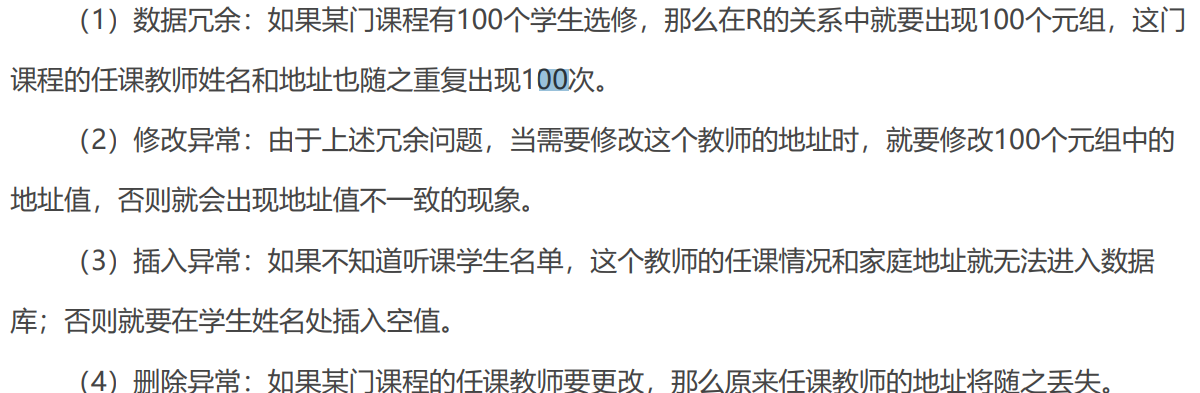 （1）数据冗余：如果某门课程有100个学生选修，那么在R的关系中就要出现100个元组，这门
课程的任课教师姓名和地址也随之重复出现100次。
（2）修改异常：由于上述冗余问题，当需要修改这个教师的地址时，就要修改100个元组中的
地址值，否则就会出现地址值不一致的现象。
（3）插入异常：如果不知道听课学生名单，这个教师的任课情况和家庭地址就无法进入数据
库；否则就要在学生姓名处插入空值。
（4）删除异常：如果某门课程的任课教师要更改，那么原来任课教师的地址将随之丢失。